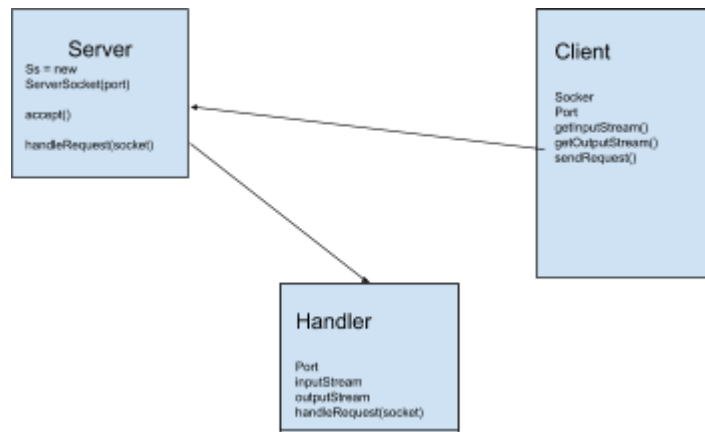 Server
Ss = new
ServerSocket(port)
accept()
handleRequest(socket)
Client
Socker
Port
getInputStream()
getOutputStream()
sendRequest()
Handler
Port
inputStream
outputStream
handleRequest(socket)